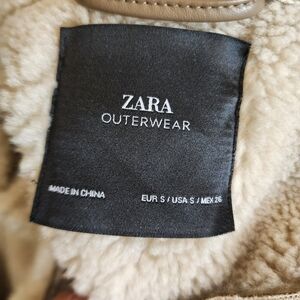 ZARA
OUTERWEAR
MADE IN CHINA
EUR S / USA S / MEX 26